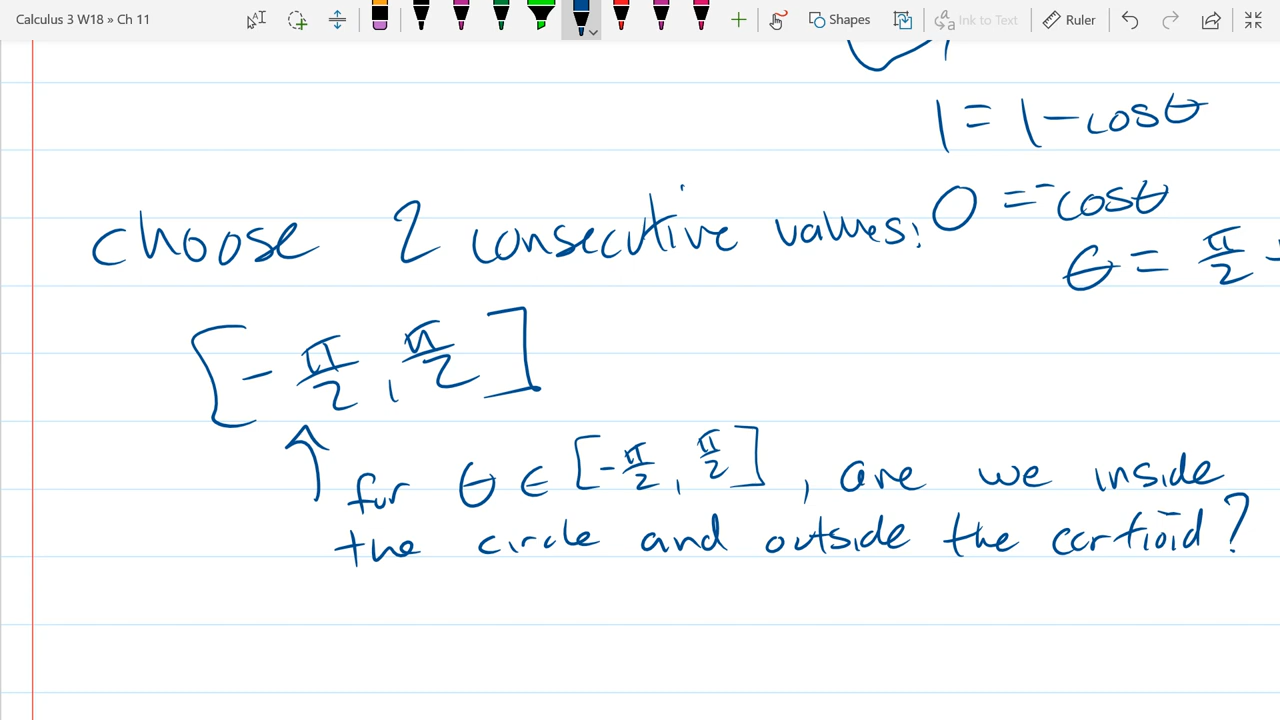 Calculus 3 W18 » Ch 11
Shapes
Ink to Text
Ruler
1 = 1 - cosθ
choose 2 consecutive values: 0 = -cosθ
θ = π/2
[-π/2, π/2]
for θ ∈ [-π/2, π/2], are we inside
the circle and outside the cartioid?